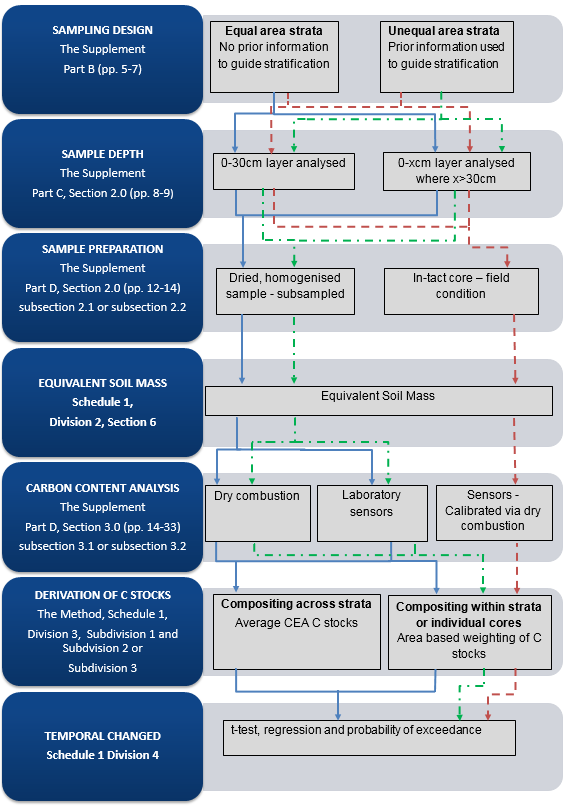 SAMPLING DESIGN
The Supplement
Part B (pp. 5-7)
Equal area strata
No prior information
to guide stratification
Unequal area strata
Prior information used
to guide stratification
SAMPLE DEPTH
The Supplement
Part C, Section 2.0 (pp. 8-9)
0-30cm layer analysed
0-xcm layer analysed
where x>30cm
SAMPLE PREPARATION
The Supplement
Part D, Section 2.0 (pp. 12-14)
subsection 2.1 or subsection 2.2
Dried, homogenised
sample - subsampled
In-tact core – field
condition
EQUIVALENT SOIL MASS
Schedule 1,
Division 2, Section 6
Equivalent Soil Mass
CARBON CONTENT ANALYSIS
The Supplement
Part D, Section 3.0 (pp. 14-33)
subsection 3.1 or subsection 3.2
Dry combustion
Laboratory
sensors
Sensors -
Calibrated via dry
combustion
DERIVATION OF C STOCKS
The Method, Schedule 1,
Division 3, Subdivision 1 and
Subdvision 2 or
Subdivision 3
Compositing across strata
Average CEA C stocks
Compositing within strata
or individual cores
Area based weighting of C
stocks
TEMPORAL CHANGED
Schedule 1 Division 4
t-test, regression and probability of exceedance